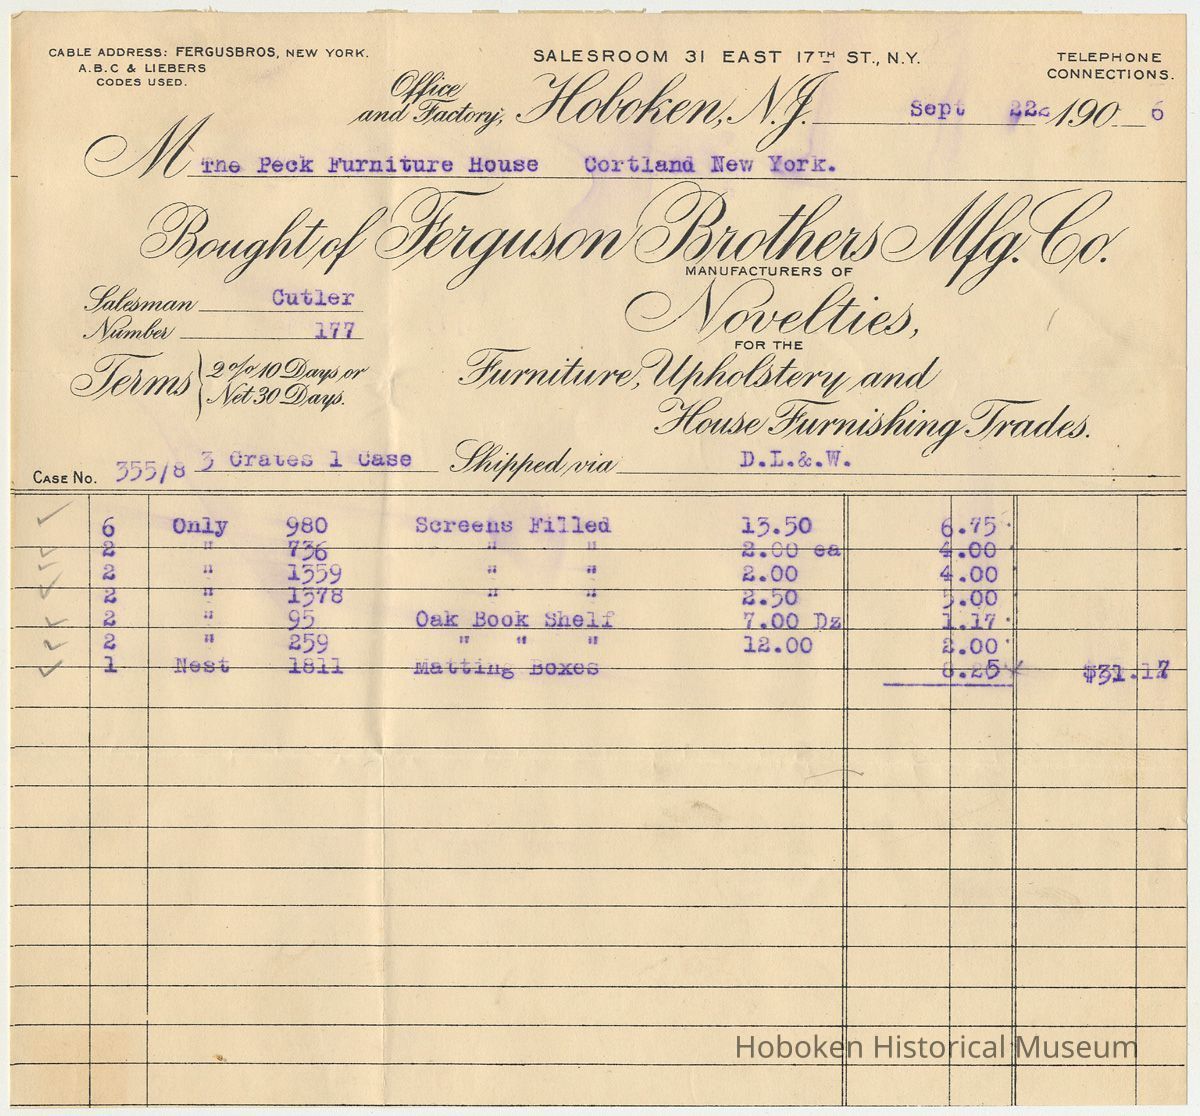 CABLE ADDRESS: FERGUSBROS, NEW YORK.
A.B.C & LIEBERS
CODES USED.
SALESROOM 31 EAST 17TH ST., N.Y.
TELEPHONE
CONNECTIONS.
Office
and Factory, Hoboken, N.J. Sept 22 1906
M The Peck Furniture House Cortland New York.
Bought of Ferguson Brothers Mfg. Co.
MANUFACTURERS OF
Novelties,
FOR THE
Furniture, Upholstery and
House Furnishing Trades.
Salesman Cutler
Number 177
Terms { 2% 10 Days or
Net 30 Days.
CASE No. 355/8 3 Crates 1 Case Shipped via D.L.&.W.
6 Only 980 Screens Filled 13.50 6.75
2 " 736 " " 2.00 ea 4.00
2 " 1359 " " 2.00 4.00
2 " 1378 " " 2.50 5.00
2 " 95 Oak Book Shelf 7.00 Dz 1.17
2 " 259 " " " 12.00 2.00
1 Nest 1811 Matting Boxes 8.25 $31.17
Hoboken Historical Museum